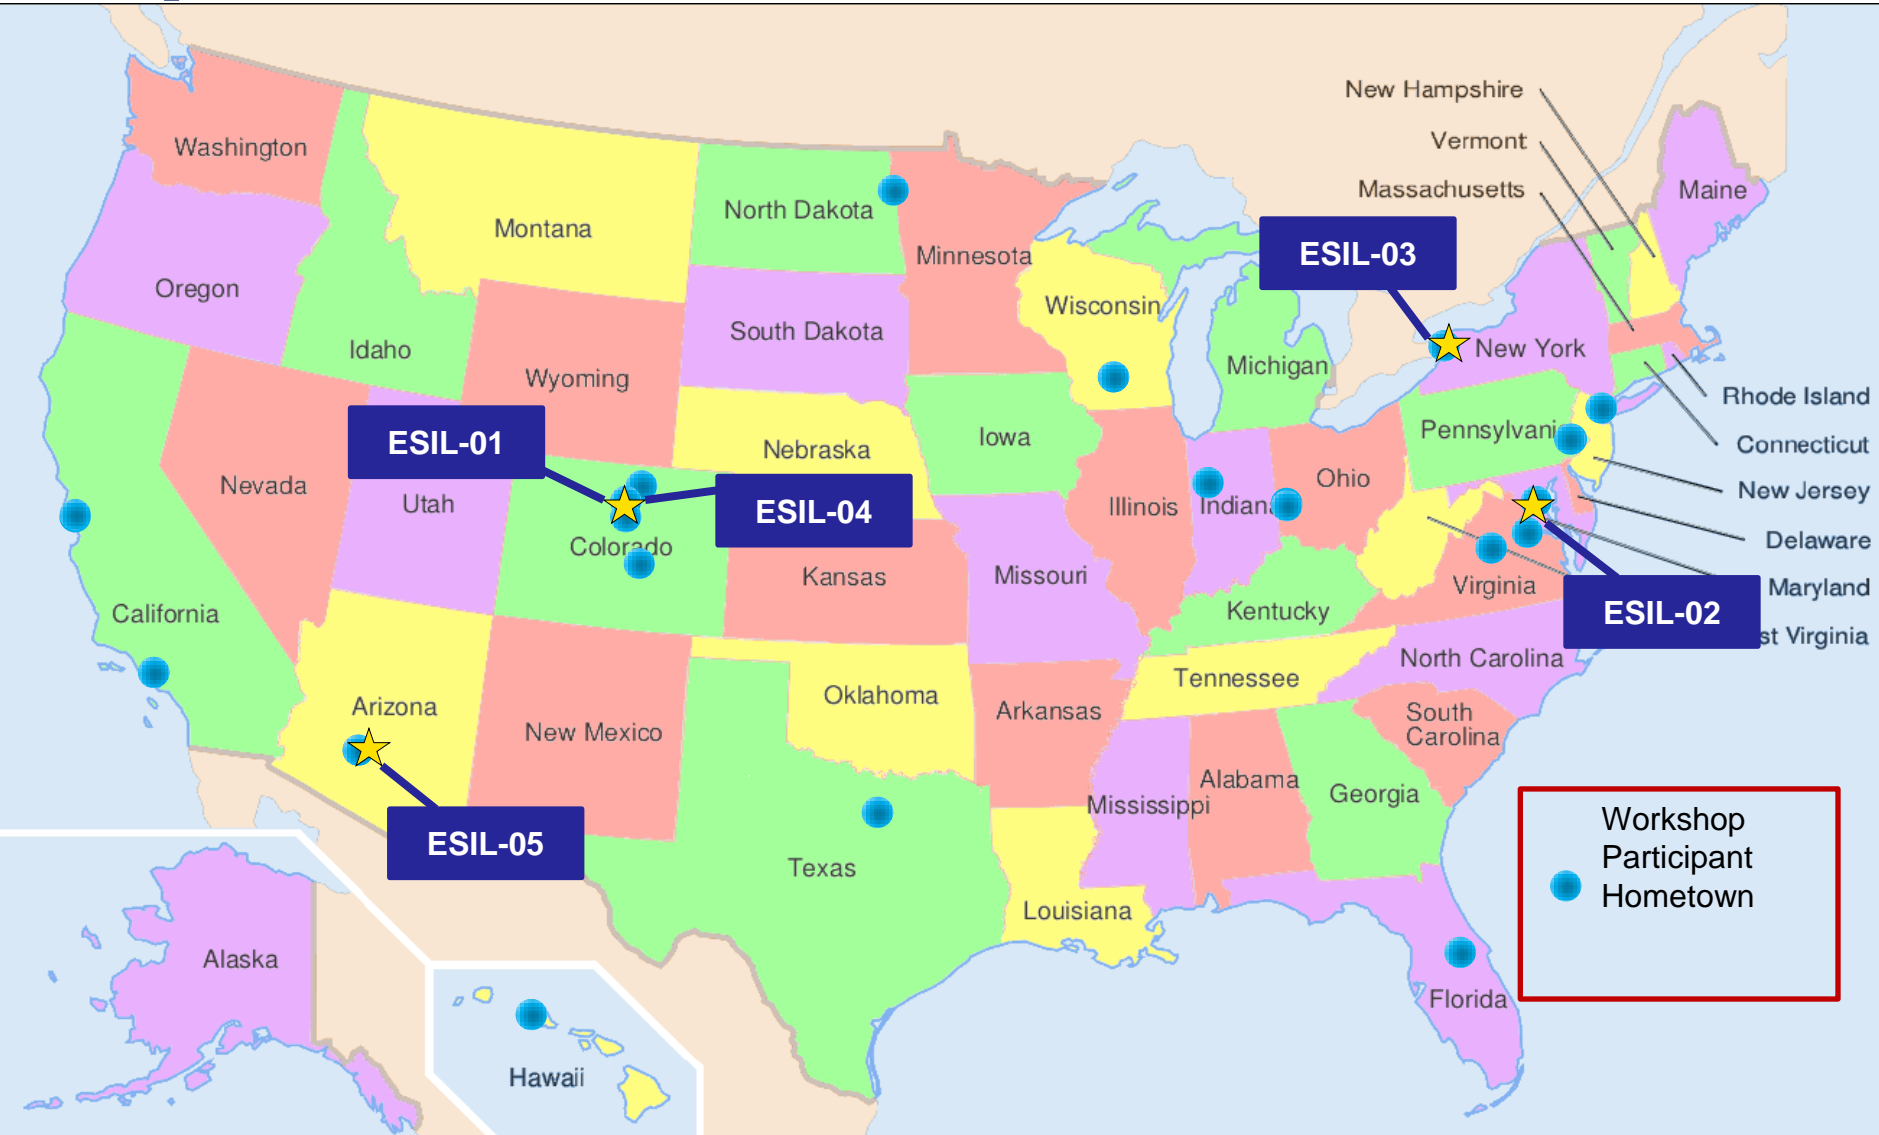 New Hampshire
Vermont
Massachusetts
Washington
Maine
North Dakota
Montana
Minnesota
ESIL-03
Oregon
Wisconsin
South Dakota
Idaho
New York
Wyoming
Michigan
Rhode Island
ESIL-01
Iowa
Pennsylvani
Connecticut
Nebraska
Nevada
Ohio
New Jersey
Utah
ESIL-04
Illinois
Indiana
Delaware
Colorado
Kansas
Missouri
Virginia
Maryland
California
Kentucky
ESIL-02
st Virginia
North Carolina
Tennessee
Oklahoma
Arizona
Arkansas
South
Carolina
New Mexico
Alabama
Georgia
Mississippi
ESIL-05
Texas
Louisiana
Workshop
Participant
Hometown
Alaska
Florida
Hawaii